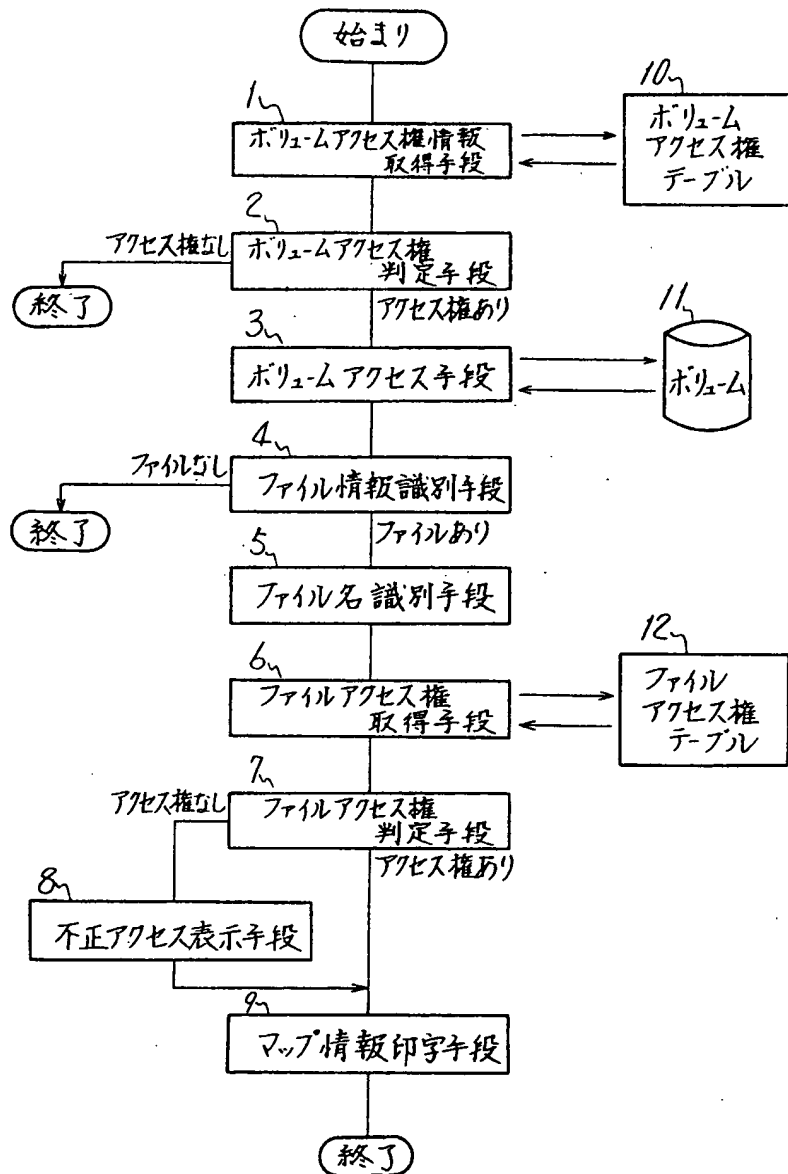 始まり
1
ボリュームアクセス権情報
取得手段
10
ボリューム
アクセス権
テーブル
2
アクセス権なし
ボリュームアクセス権
判定手段
終了
アクセス権あり
3
ボリュームアクセス手段
11
ボリューム
4
ファイルなし
ファイル情報識別手段
終了
ファイルあり
5
ファイル名識別手段
6
ファイルアクセス権
取得手段
12
ファイル
アクセス権
テーブル
7
アクセス権なし
ファイルアクセス権
判定手段
アクセス権あり
8
不正アクセス表示手段
9
マップ情報印字手段
終了